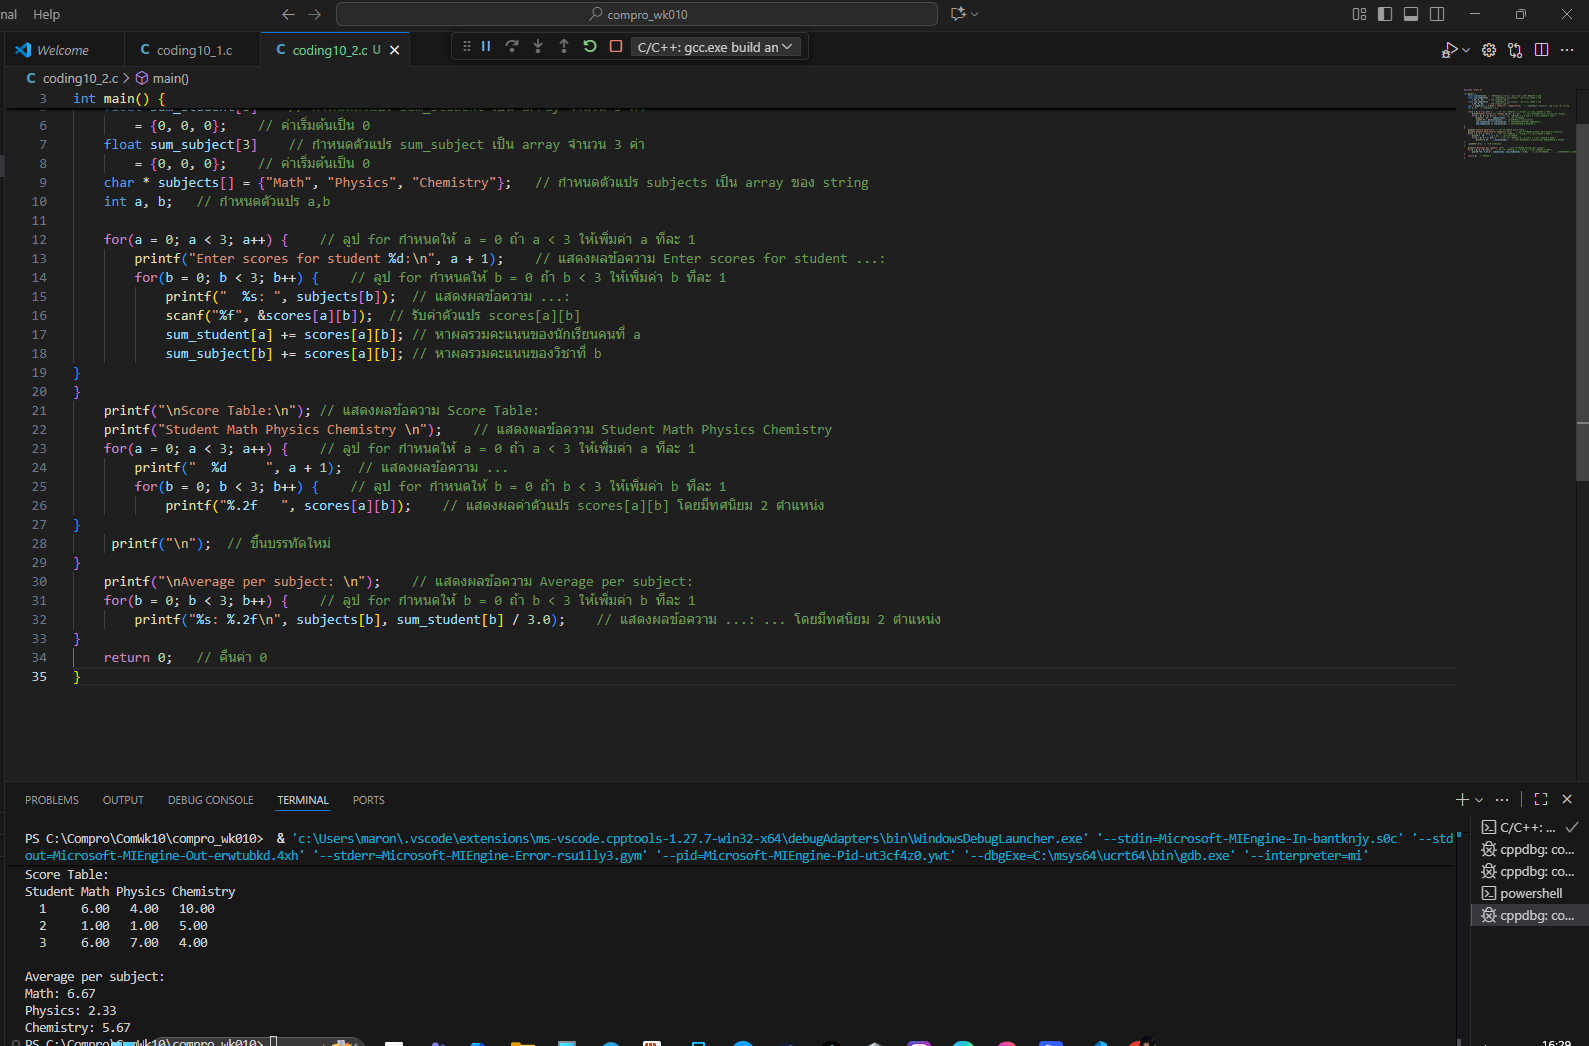 nal Help
compro_wk010
Welcome
coding10_1.c
coding10_2.c U
C/C++: gcc.exe build an
coding10_2.c > main()
3 int main() {
6 = {0, 0, 0}; // ค่าเริ่มต้นเป็น 0
7 float sum_subject[3] // กำหนดตัวแปร sum_subject เป็น array จำนวน 3 ค่า
8 = {0, 0, 0}; // ค่าเริ่มต้นเป็น 0
9 char * subjects[] = {"Math", "Physics", "Chemistry"}; // กำหนดตัวแปร subjects เป็น array ของ string
10 int a, b; // กำหนดตัวแปร a,b
11
12 for(a = 0; a < 3; a++) { // ลูป for กำหนดให้ a = 0 ถ้า a < 3 ให้เพิ่มค่า a ทีละ 1
13 printf("Enter scores for student %d:\n", a + 1); // แสดงผลข้อความ Enter scores for student ...:
14 for(b = 0; b < 3; b++) { // ลูป for กำหนดให้ b = 0 ถ้า b < 3 ให้เพิ่มค่า b ทีละ 1
15 printf("  %s: ", subjects[b]); // แสดงผลข้อความ ...:
16 scanf("%f", &scores[a][b]); // รับค่าตัวแปร scores[a][b]
17 sum_student[a] += scores[a][b]; // หาผลรวมคะแนนของนักเรียนคนที่ a
18 sum_subject[b] += scores[a][b]; // หาผลรวมคะแนนของวิชาที่ b
19 }
20 }
21 printf("\nScore Table:\n"); // แสดงผลข้อความ Score Table:
22 printf("Student Math Physics Chemistry \n"); // แสดงผลข้อความ Student Math Physics Chemistry
23 for(a = 0; a < 3; a++) { // ลูป for กำหนดให้ a = 0 ถ้า a < 3 ให้เพิ่มค่า a ทีละ 1
24 printf("  %d     ", a + 1); // แสดงผลข้อความ ...
25 for(b = 0; b < 3; b++) { // ลูป for กำหนดให้ b = 0 ถ้า b < 3 ให้เพิ่มค่า b ทีละ 1
26 printf("%.2f   ", scores[a][b]); // แสดงผลค่าตัวแปร scores[a][b] โดยมีทศนิยม 2 ตำแหน่ง
27 }
28 printf("\n"); // ขึ้นบรรทัดใหม่
29 }
30 printf("\nAverage per subject: \n"); // แสดงผลข้อความ Average per subject:
31 for(b = 0; b < 3; b++) { // ลูป for กำหนดให้ b = 0 ถ้า b < 3 ให้เพิ่มค่า b ทีละ 1
32 printf("%s: %.2f\n", subjects[b], sum_student[b] / 3.0); // แสดงผลข้อความ ...: ... โดยมีทศนิยม 2 ตำแหน่ง
33 }
34 return 0; // คืนค่า 0
35 }
PROBLEMS OUTPUT DEBUG CONSOLE TERMINAL PORTS
PS C:\Compro\ComWk10\compro_wk010> & 'c:\Users\maron\.vscode\extensions\ms-vscode.cpptools-1.27.7-win32-x64\debugAdapters\bin\WindowsDebugLauncher.exe' '--stdin=Microsoft-MIEngine-In-bantknjy.s0c' '--std
out=Microsoft-MIEngine-Out-erwtubkd.4xh' '--stderr=Microsoft-MIEngine-Error-rsu1lly3.gym' '--pid=Microsoft-MIEngine-Pid-ut3cf4z0.ywt' '--dbgExe=C:\msys64\ucrt64\bin\gdb.exe' '--interpreter=mi'
Score Table:
Student Math Physics Chemistry
1 6.00 4.00 10.00
2 1.00 1.00 5.00
3 6.00 7.00 4.00
Average per subject:
Math: 6.67
Physics: 2.33
Chemistry: 5.67
PS C:\Compro\ComWk10\compro_wk010>
C/C++: ...
cppdbg: co...
cppdbg: co...
powershell
cppdbg: co...
16:29